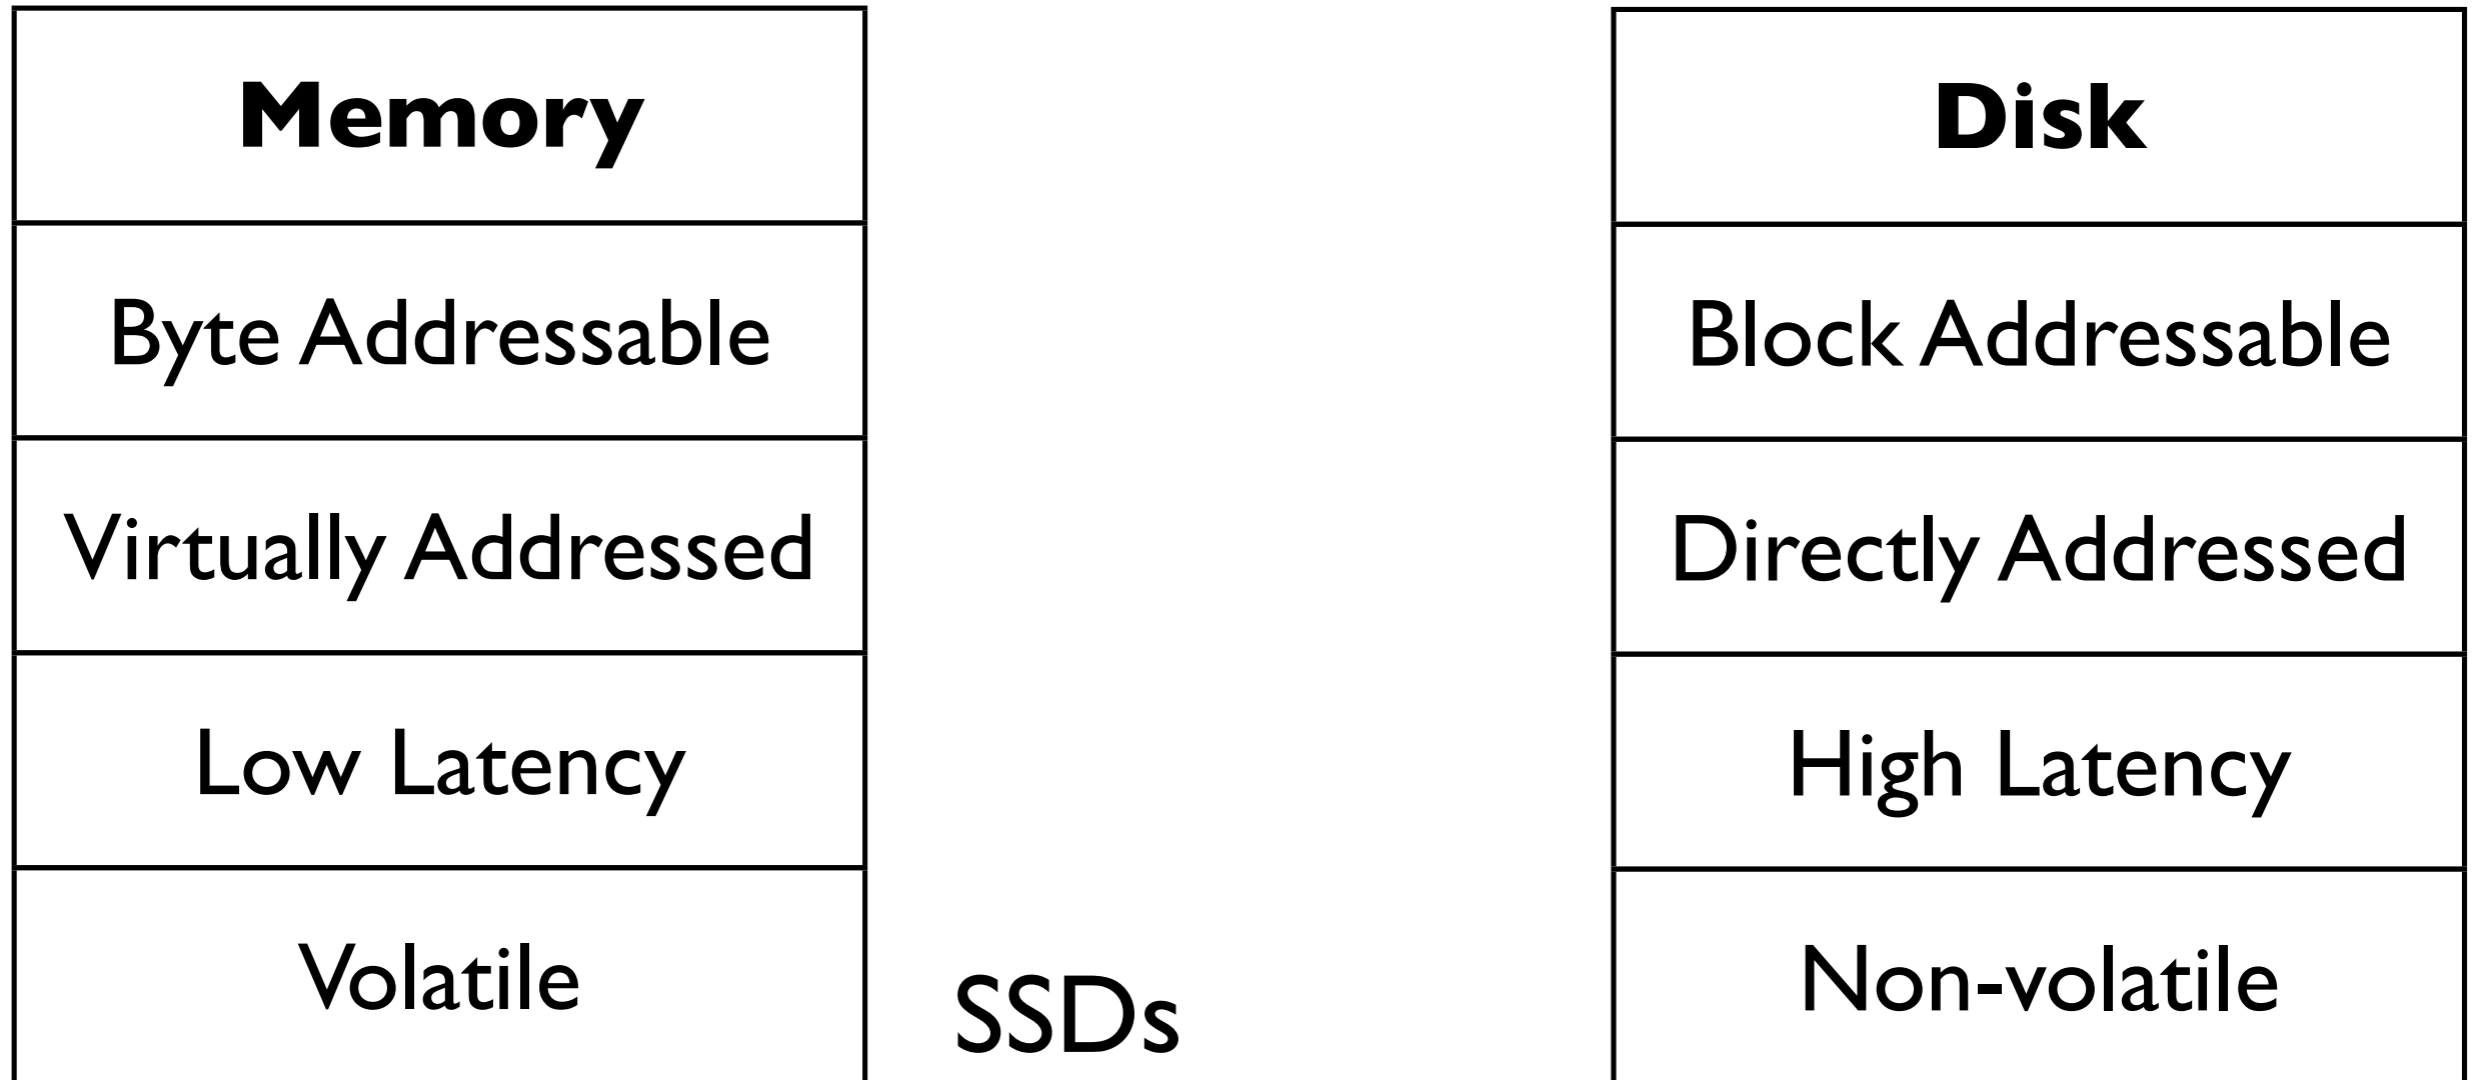 Memory
Byte Addressable
Virtually Addressed
Low Latency
Volatile
SSDs
Disk
Block Addressable
Directly Addressed
High Latency
Non-volatile